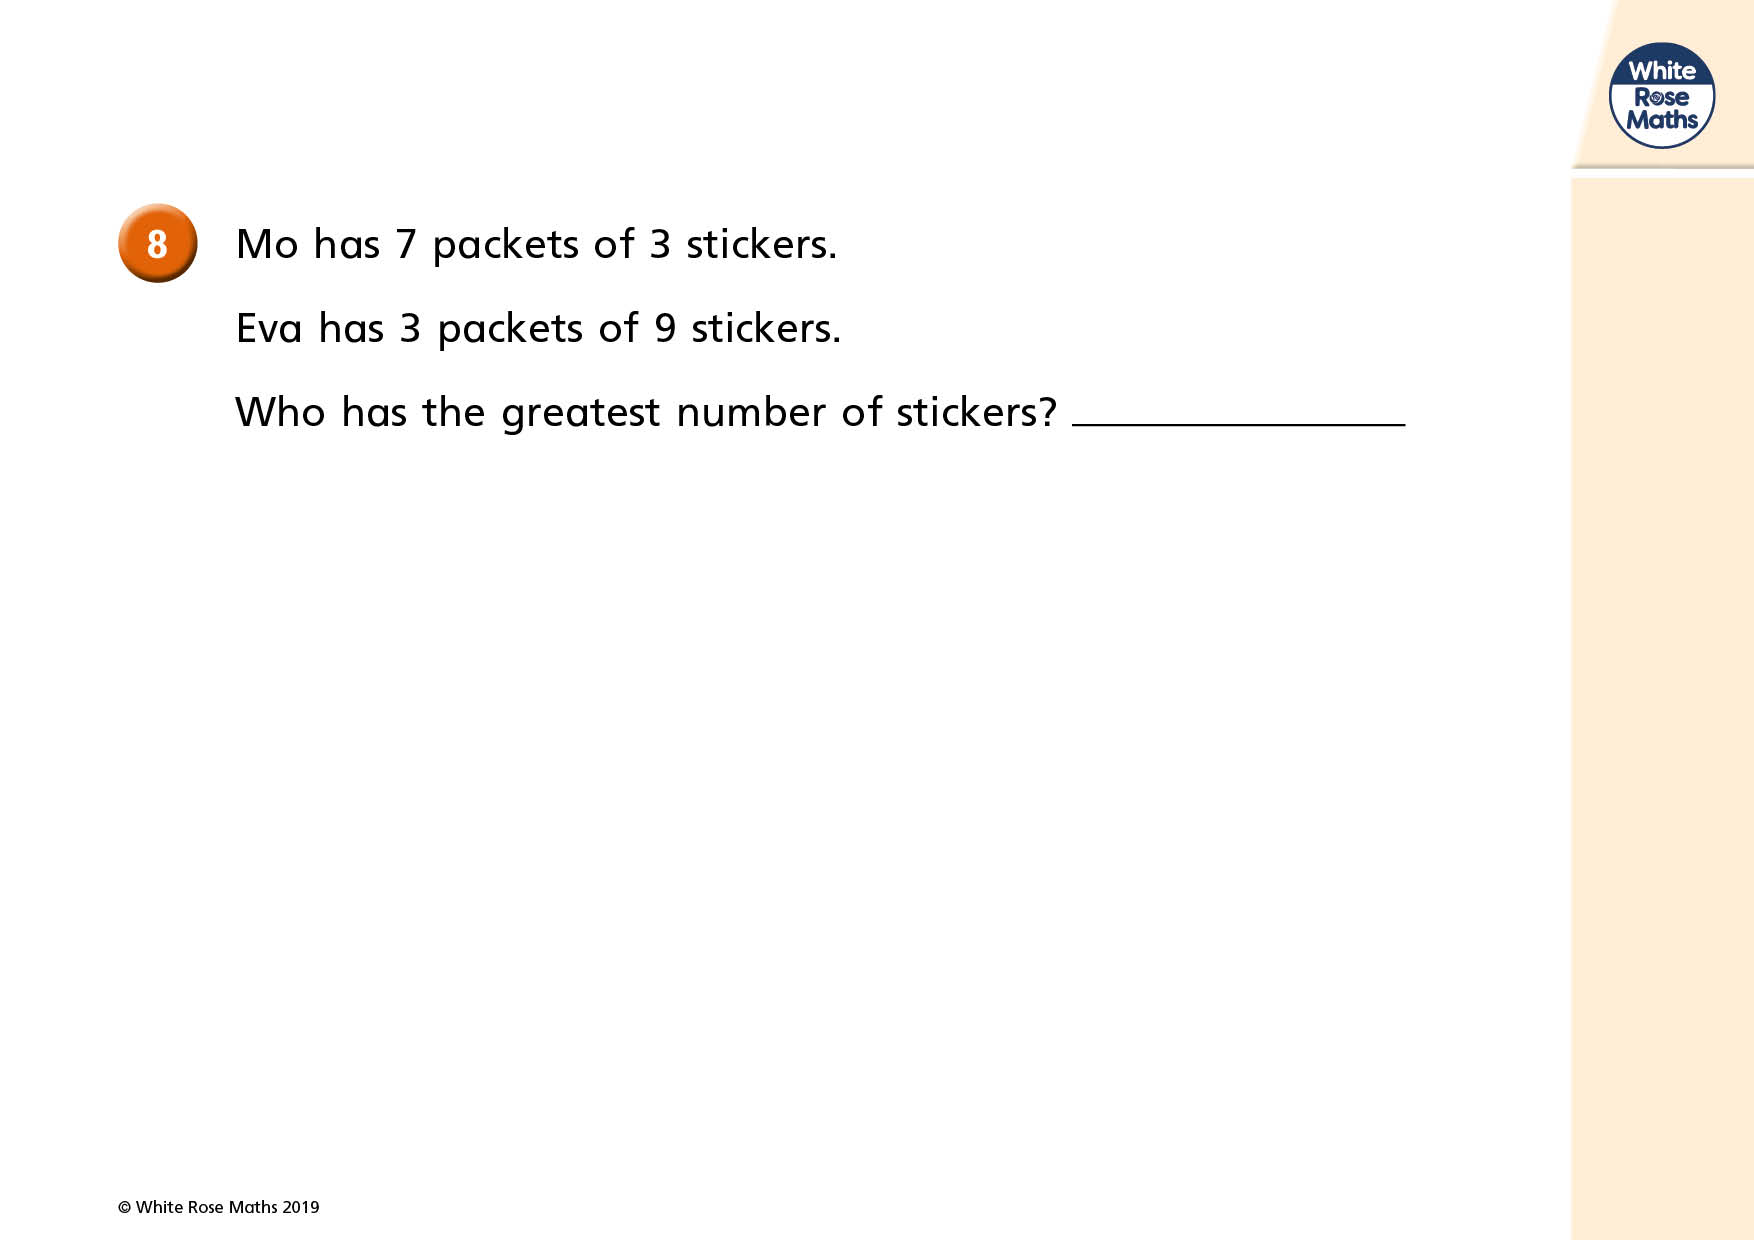 White
Rose
Maths
8 Mo has 7 packets of 3 stickers.
Eva has 3 packets of 9 stickers.
Who has the greatest number of stickers? ____________
© White Rose Maths 2019